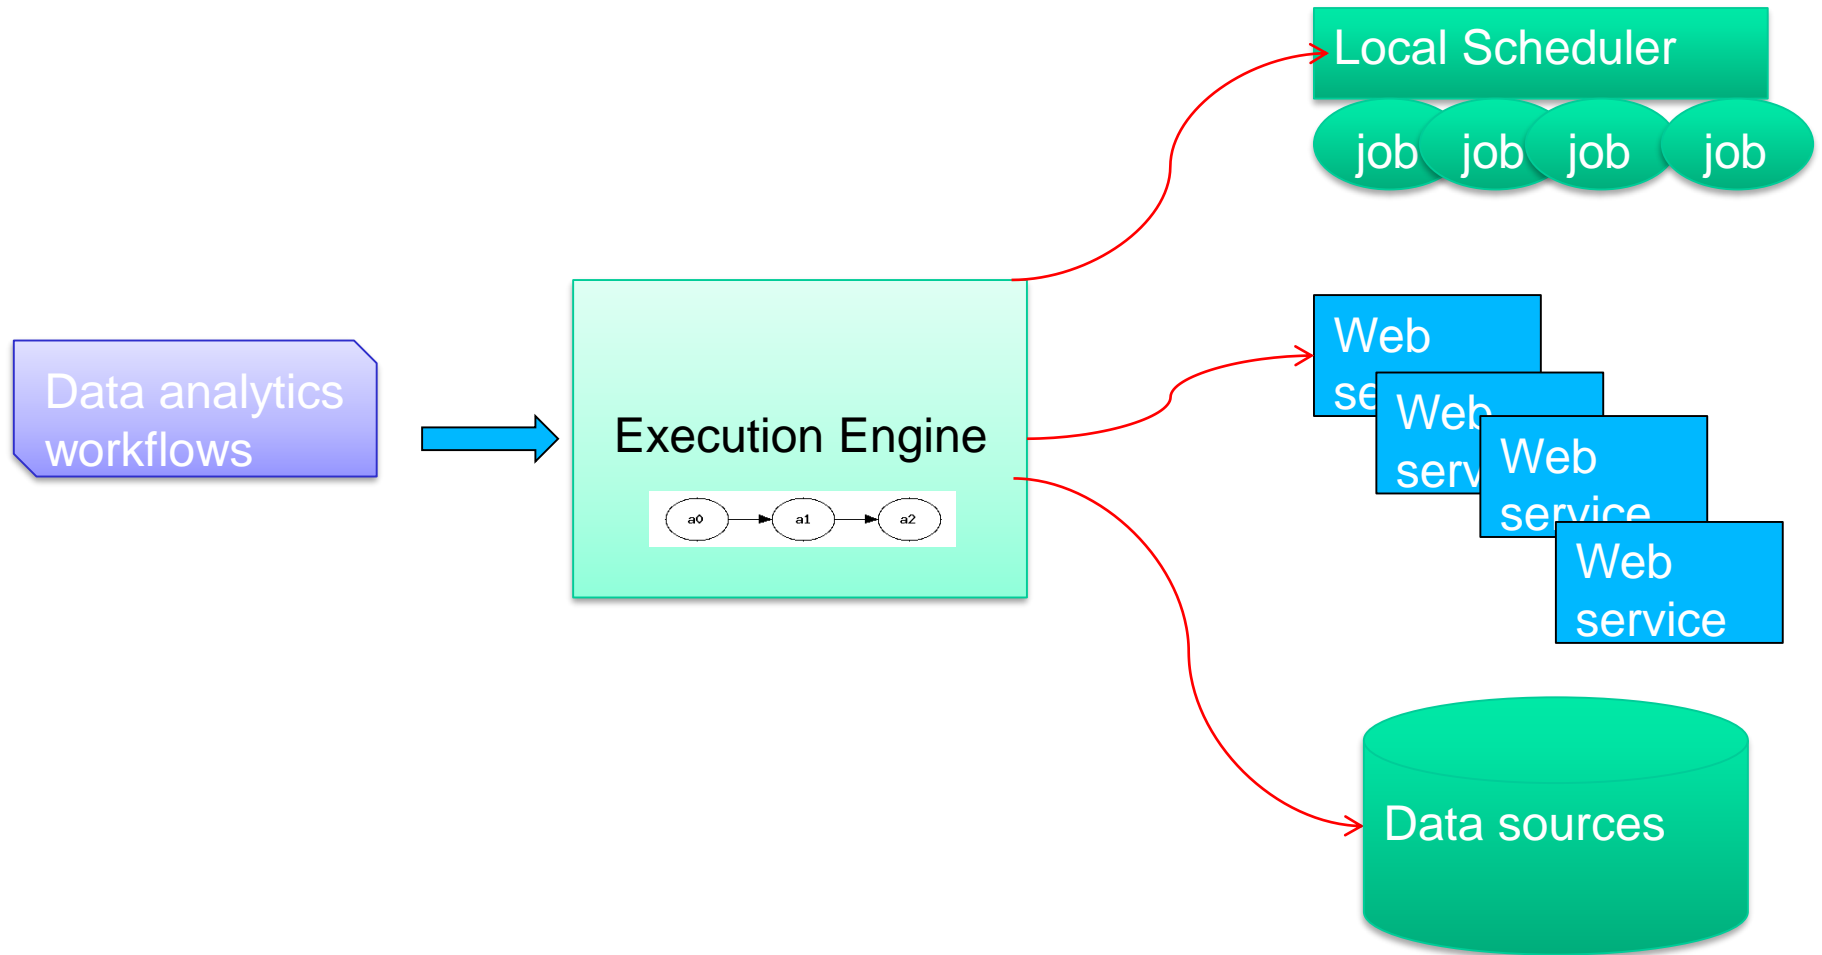 Local Scheduler
job job job job
Data analytics
workflows
Execution Engine
a0 a1 a2
Web
Web
Web
service
Web
service
Data sources